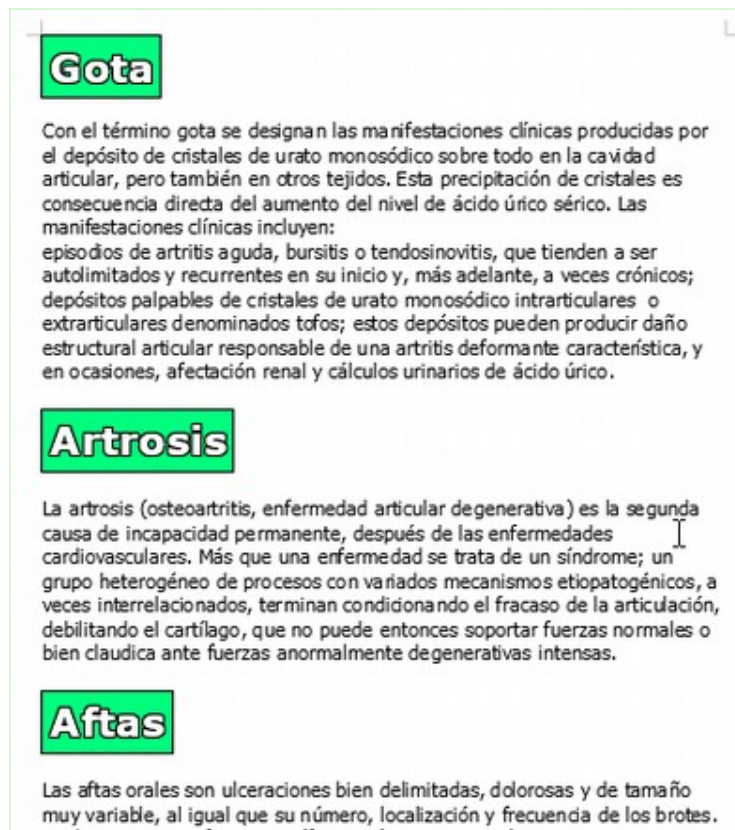 Gota
Con el término gota se designan las manifestaciones clínicas producidas por
el depósito de cristales de urato monosódico sobre todo en la cavidad
articular, pero también en otros tejidos. Esta precipitación de cristales es
consecuencia directa del aumento del nivel de ácido úrico sérico. Las
manifestaciones clínicas incluyen:
episodios de artritis aguda, bursitis o tendosinovitis, que tienden a ser
autolimitados y recurrentes en su inicio y, más adelante, a veces crónicos;
depósitos palpables de cristales de urato monosódico intrarticulares o
extrarticulares denominados tofos; estos depósitos pueden producir daño
estructural articular responsable de una artritis deformante característica, y
en ocasiones, afectación renal y cálculos urinarios de ácido úrico.
Artrosis
La artrosis (osteoartritis, enfermedad articular degenerativa) es la segunda
causa de incapacidad permanente, después de las enfermedades
cardiovasculares. Más que una enfermedad se trata de un síndrome; un
grupo heterogéneo de procesos con variados mecanismos etiopatogénicos, a
veces interrelacionados, terminan condicionando el fracaso de la articulación,
debilitando el cartílago, que no puede entonces soportar fuerzas normales o
bien claudica ante fuerzas anormalmente degenerativas intensas.
Aftas
Las aftas orales son ulceraciones bien delimitadas, dolorosas y de tamaño
muy variable, al igual que su número, localización y frecuencia de los brotes.